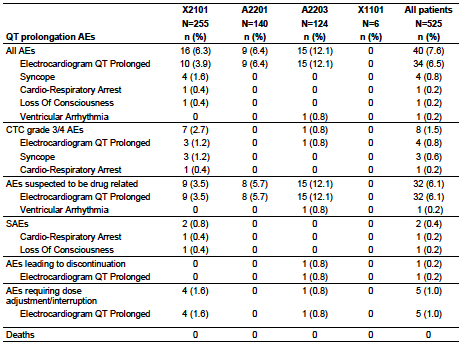 X2101 A2201 A2203 X1101 All patients
N=255 N=140 N=124 N=6 N=525
QT prolongation AEs n (%) n (%) n (%) n (%) n (%)
All AEs 16 (6.3) 9 (6.4) 15 (12.1) 0 40 (7.6)
Electrocardiogram QT Prolonged 10 (3.9) 9 (6.4) 15 (12.1) 0 34 (6.5)
Syncope 4 (1.6) 0 0 0 4 (0.8)
Cardio-Respiratory Arrest 1 (0.4) 0 0 0 1 (0.2)
Loss Of Consciousness 1 (0.4) 0 0 0 1 (0.2)
Ventricular Arrhythmia 0 0 1 (0.8) 0 1 (0.2)
CTC grade 3/4 AEs 7 (2.7) 0 1 (0.8) 0 8 (1.5)
Electrocardiogram QT Prolonged 3 (1.2) 0 1 (0.8) 0 4 (0.8)
Syncope 3 (1.2) 0 0 0 3 (0.6)
Cardio-Respiratory Arrest 1 (0.4) 0 0 0 1 (0.2)
AEs suspected to be drug related 9 (3.5) 8 (5.7) 15 (12.1) 0 32 (6.1)
Electrocardiogram QT Prolonged 9 (3.5) 8 (5.7) 15 (12.1) 0 32 (6.1)
Ventricular Arrhythmia 0 0 1 (0.8) 0 1 (0.2)
SAEs 2 (0.8) 0 0 0 2 (0.4)
Cardio-Respiratory Arrest 1 (0.4) 0 0 0 1 (0.2)
Loss Of Consciousness 1 (0.4) 0 0 0 1 (0.2)
AEs leading to discontinuation 0 0 1 (0.8) 0 1 (0.2)
Electrocardiogram QT Prolonged 0 0 1 (0.8) 0 1 (0.2)
AEs requiring dose
adjustment/interruption 4 (1.6) 0 1 (0.8) 0 5 (1.0)
Electrocardiogram QT Prolonged 4 (1.6) 0 1 (0.8) 0 5 (1.0)
Deaths 0 0 0 0 0